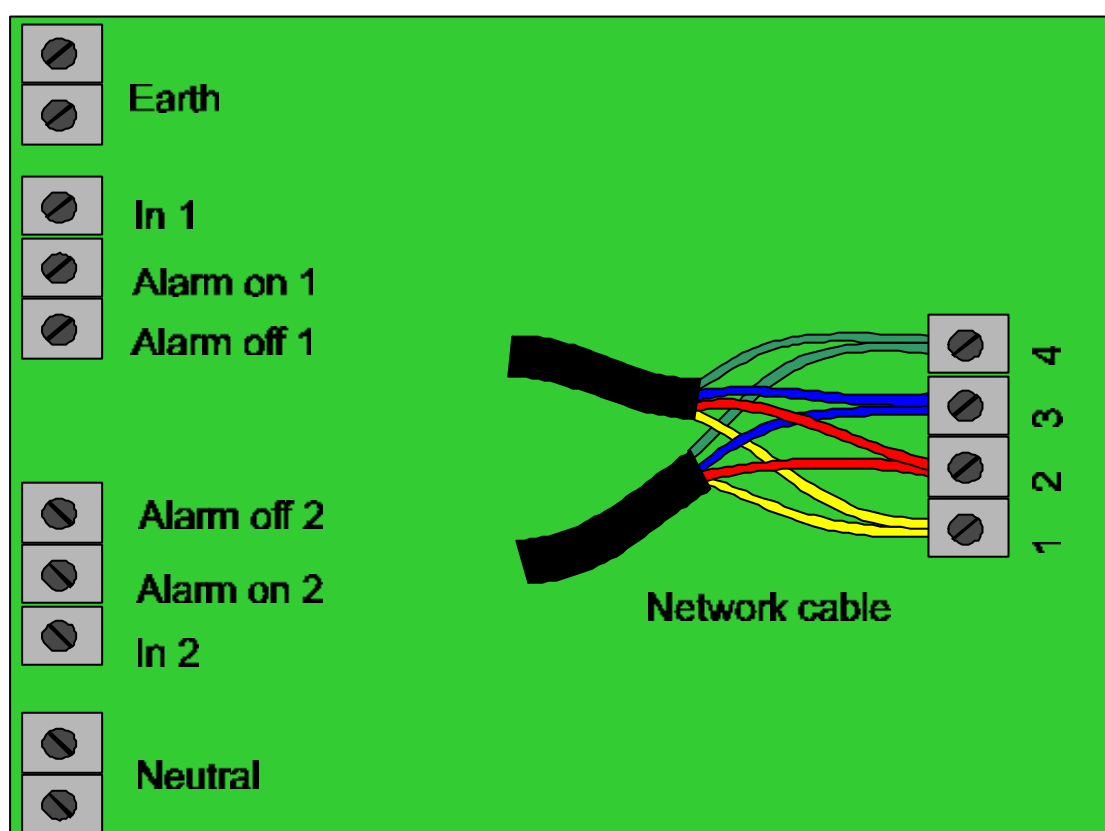 Earth
In 1
Alarm on 1
Alarm off 1
4
3
2
1
Alarm off 2
Alarm on 2
In 2
Network cable
Neutral